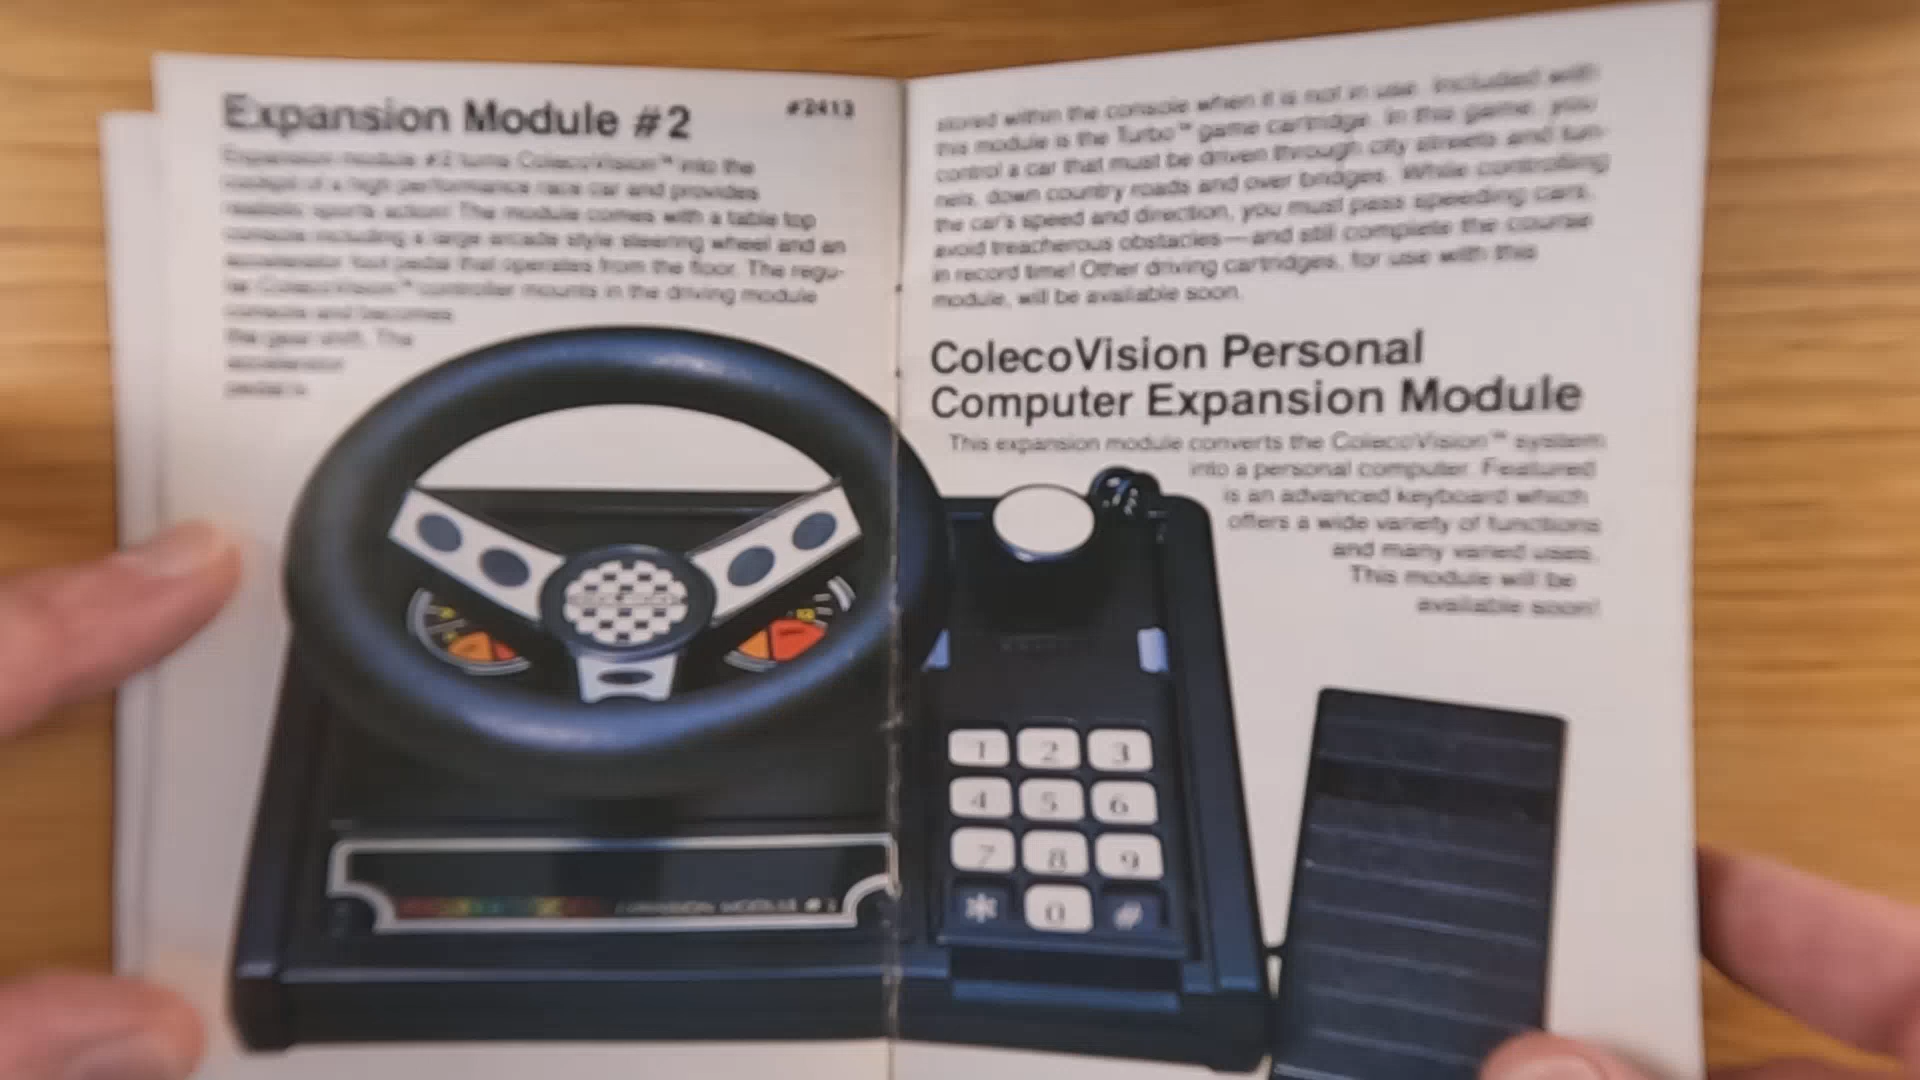 Expansion Module #2
#2413
Expansion module #2 turns ColecoVision™ into the
cockpit of a high performance race car and provides
realistic sports action! The module comes with a table top
console including a large arcade style steering wheel and an
accelerator foot pedal that operates from the floor. The regu-
lar ColecoVision™ controller mounts in the driving module
console and becomes
the gear shift. The
accelerator
pedal is
stored within the console when it is not in use. Included with
this module is the Turbo™ game cartridge. In this game, you
control a car that must be driven through city streets and tun-
nels, down country roads and over bridges. While controlling
the car's speed and direction, you must pass speeding cars,
avoid treacherous obstacles—and still complete the course
in record time! Other driving cartridges, for use with this
module, will be available soon.
ColecoVision Personal
Computer Expansion Module
This expansion module converts the ColecoVision™ system
into a personal computer. Featured
is an advanced keyboard which
offers a wide variety of functions
and many varied uses.
This module will be
available soon!
1 2 3
4 5 6
7 8 9
* 0 #
EXPANSION MODULE #2